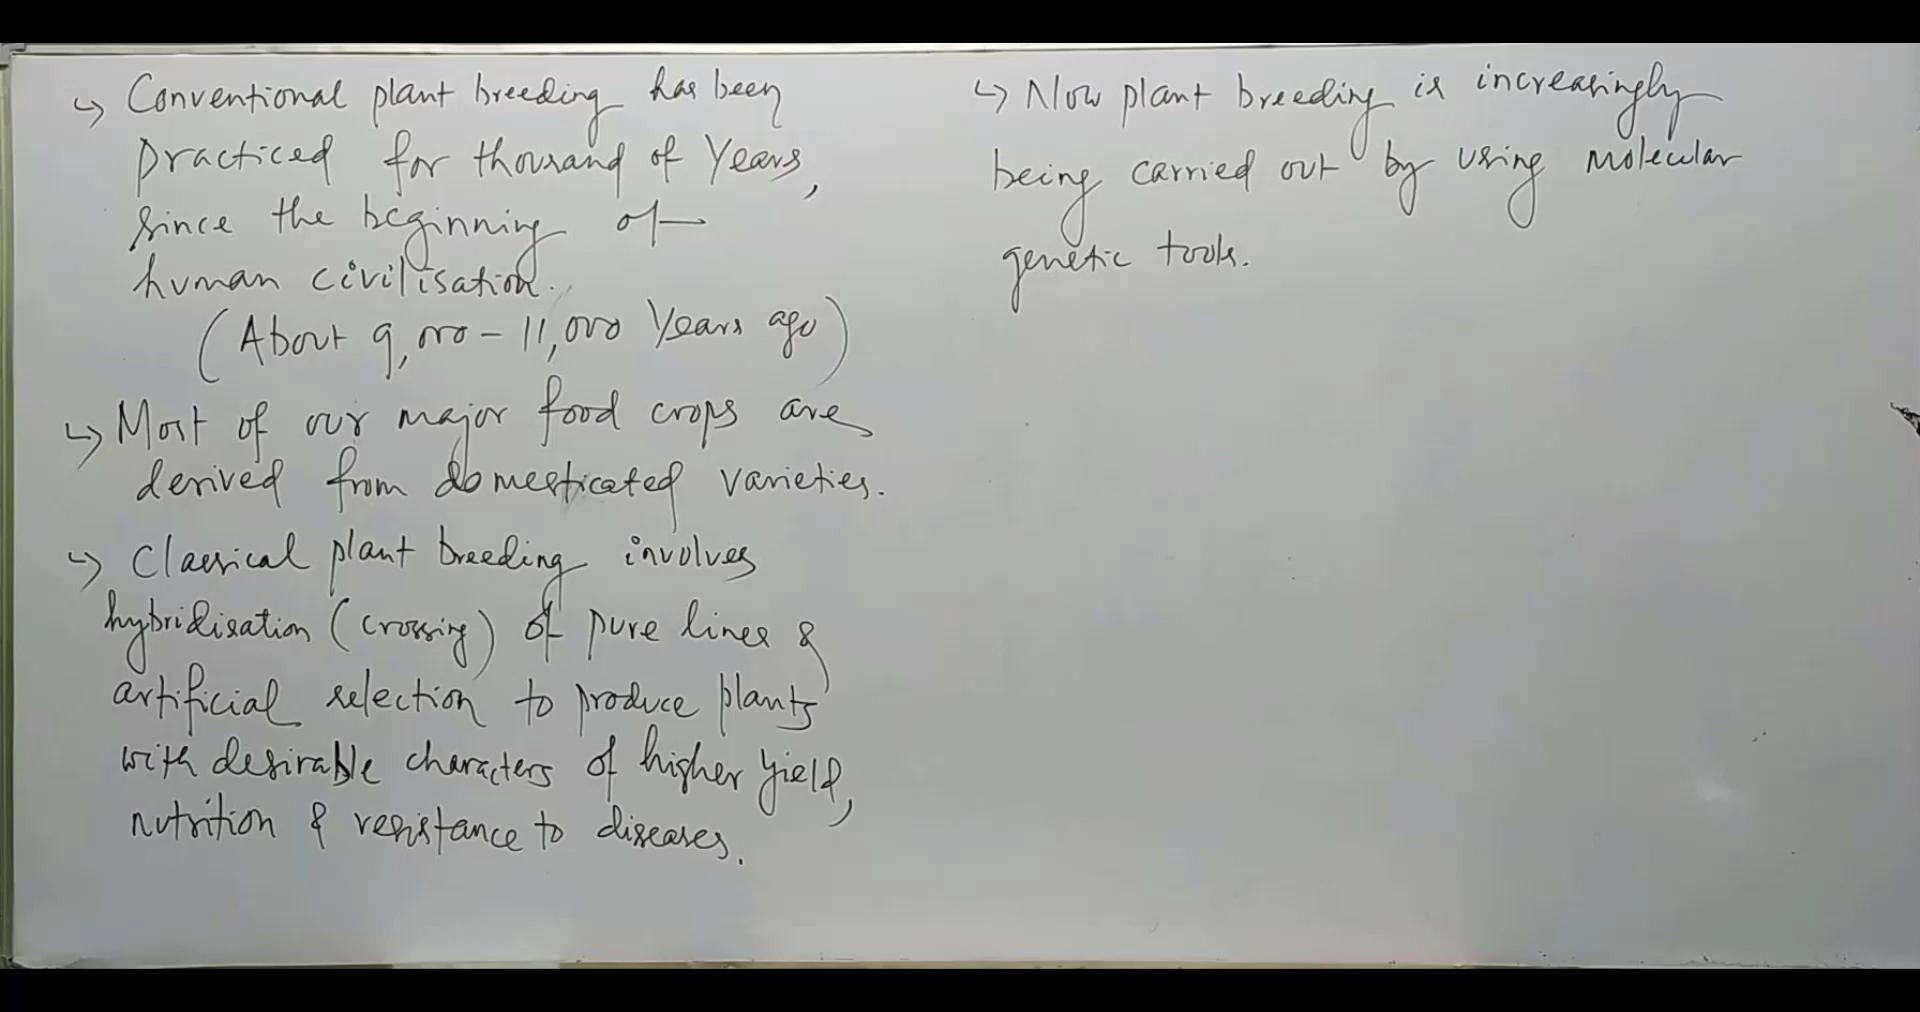 ↳ Conventional plant breeding has been
practiced for thousand of years,
since the beginning of
human civilisation.
(About 9,000 - 11,000 Years ago)
↳ Most of our major food crops are
derived from domesticated varieties.
↳ Classical plant breeding involves
hybridisation (crossing) of pure lines &
artificial selection to produce plants
with desirable characters of higher yield,
nutrition & resistance to diseases.
↳ Now plant breeding is increasingly
being carried out by using molecular
genetic tools.